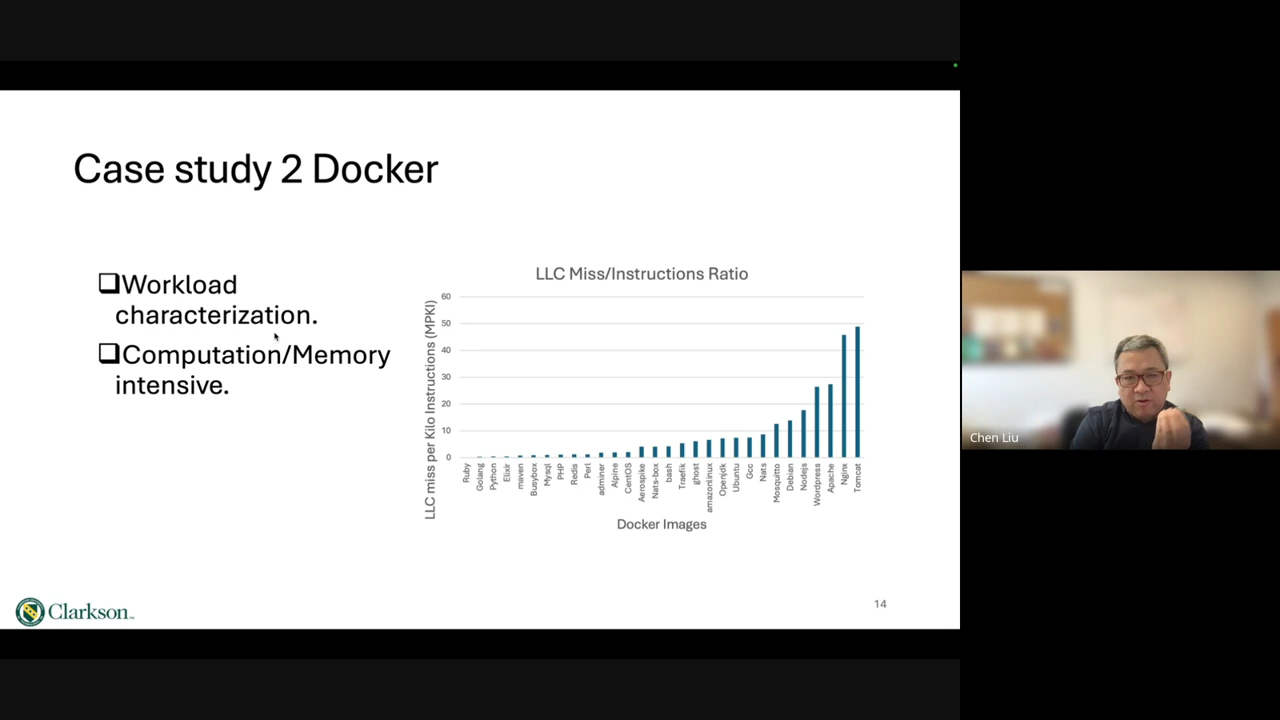 Case study 2 Docker
❑Workload
characterization.
❑Computation/Memory
intensive.
LLC Miss/Instructions Ratio
LLC miss per Kilo Instructions (MPKI)
60
50
40
30
20
10
0
Ruby
Golang
Python
Elixir
maven
Busybox
Mysql
PHP
Redis
Perl
adminer
Alpine
CentOS
Aerospike
Nats-box
bash
Traefik
ghost
amazonlinux
Openjdk
Ubuntu
Gcc
Nats
Mosquitto
Debian
Nodejs
Wordpress
Apache
Nginx
Tomcat
Docker Images
Clarkson
14
Chen Liu